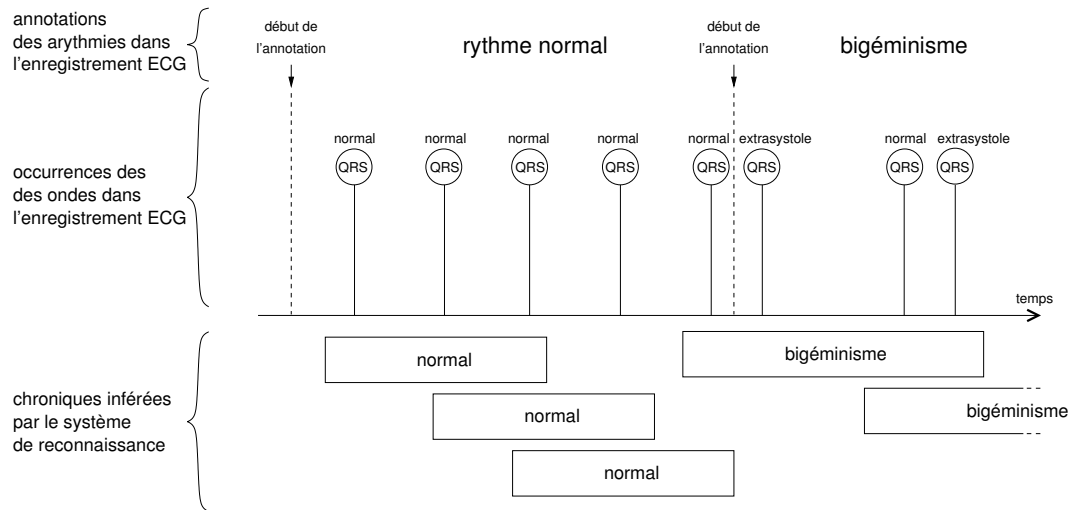 annotations
des arythmies dans
l'enregistrement ECG
début de
l'annotation
rythme normal
début de
l'annotation
bigéminisme
occurrences des
des ondes dans
l'enregistrement ECG
normal normal normal normal normal extrasystole normal extrasystole
QRS QRS QRS QRS QRS QRS QRS QRS
temps
chroniques inférées
par le système
de reconnaissance
normal
bigéminisme
normal
bigéminisme
normal